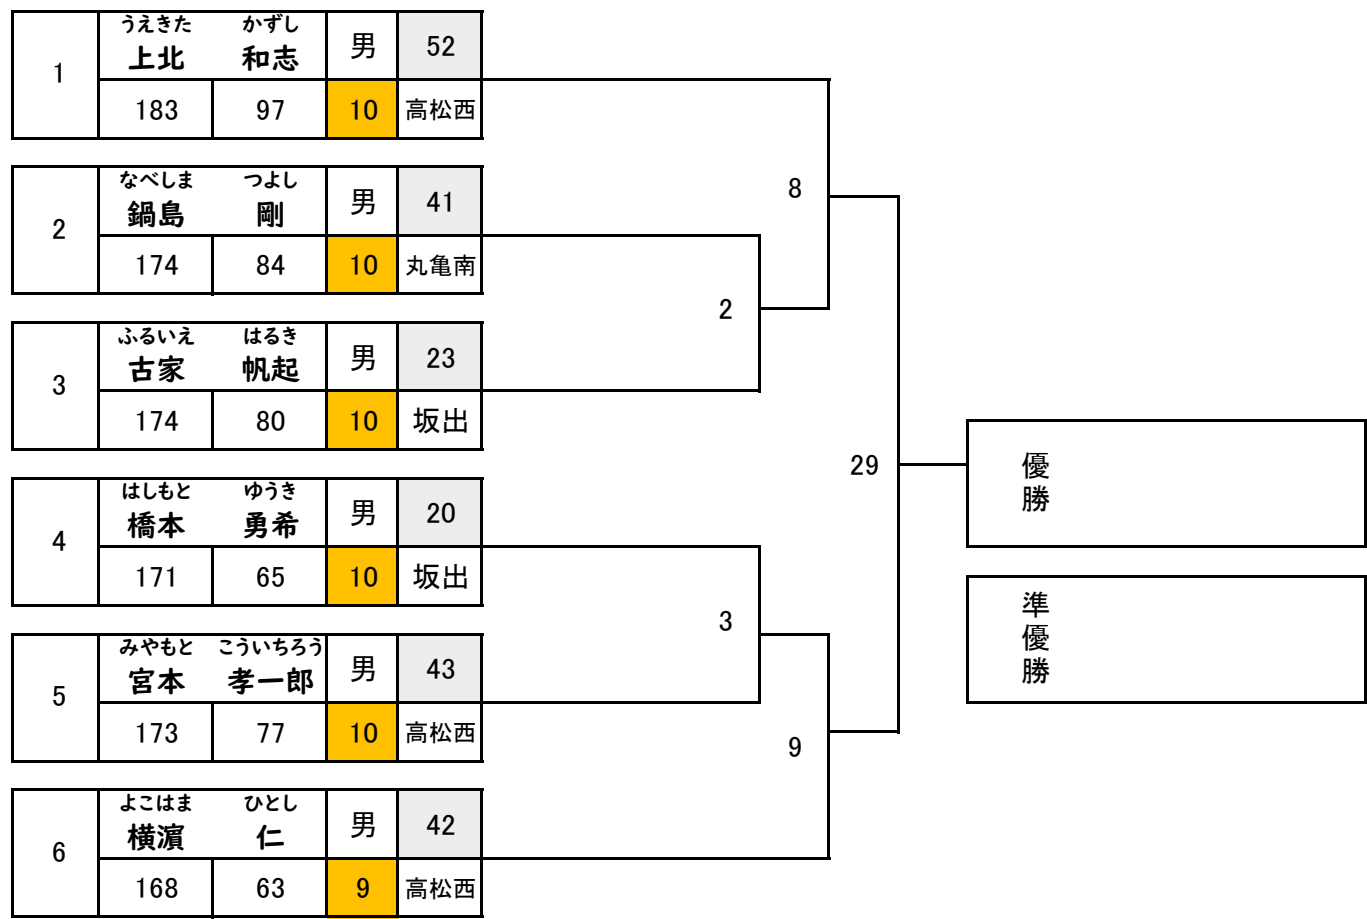 うえきた かずし
1 上北 和志 男 52
183 97 10 高松西
なべしま つよし
2 鍋島 剛 男 41
174 84 10 丸亀南
ふるいえ はるき
3 古家 帆起 男 23
174 80 10 坂出
はしもと ゆうき
4 橋本 勇希 男 20
171 65 10 坂出
みやもと こういちろう
5 宮本 孝一郎 男 43
173 77 10 高松西
よこはま ひとし
6 横濵 仁 男 42
168 63 9 高松西
8
2
3
9
29
優勝
準優勝